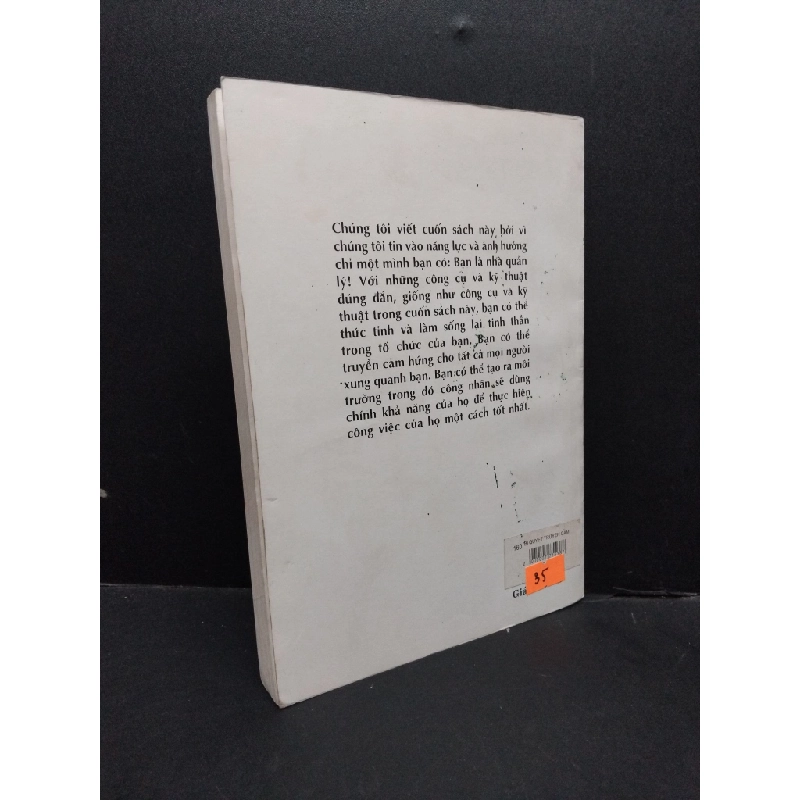 Chúng tôi viết cuốn sách này bởi vì
chúng tôi tin vào năng lực và ảnh hưởng
chỉ một mình bạn có: Bạn là nhà quản
lý! Với những công cụ và kỹ thuật
đúng đắn, giống như công cụ và kỹ
thuật trong cuốn sách này, bạn có thể
thức tỉnh và làm sống lại tinh thần
trong tổ chức của bạn. Bạn có thể
truyền cảm hứng cho tất cả mọi người
xung quanh bạn. Bạn có thể tạo ra môi
trường trong đó công nhân sẽ dùng
chính khả năng của họ để thực hiện
công việc của họ một cách tốt nhất.
35
Giá